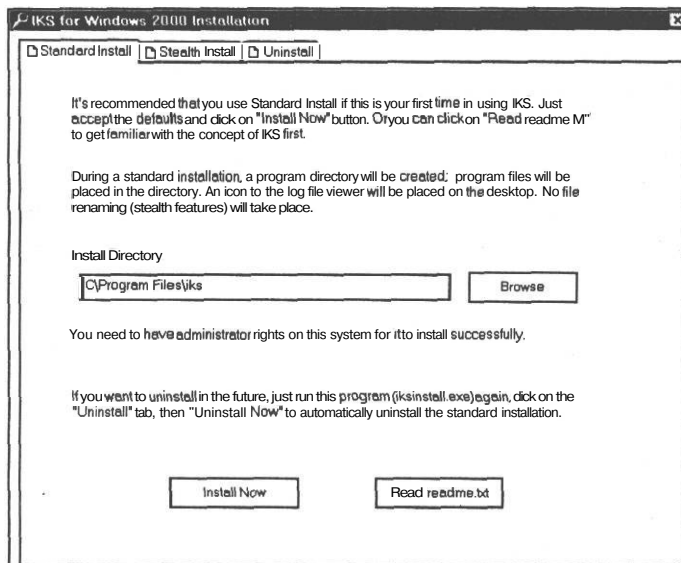 IKS for Windows 2000 Installation
Standard Install
Stealth Install
Uninstall
It's recommended that you use Standard Install if this is your first time in using IKS. Just
accept the defaults and click on "Install Now" button. Or you can click on "Read readme M"
to get familiar with the concept of IKS first.
During a standard installation, a program directory will be created; program files will be
placed in the directory. An icon to the log file viewer will be placed on the desktop. No file
renaming (stealth features) will take place.
Install Directory
C\Program Files\iks
Browse
You need to have administrator rights on this system for it to install successfully.
If you want to uninstall in the future, just run this program (iksinstall.exe) again, dick on the
"Uninstall" tab, then "Uninstall Now" to automatically uninstall the standard installation.
Install Now
Read readme.txt